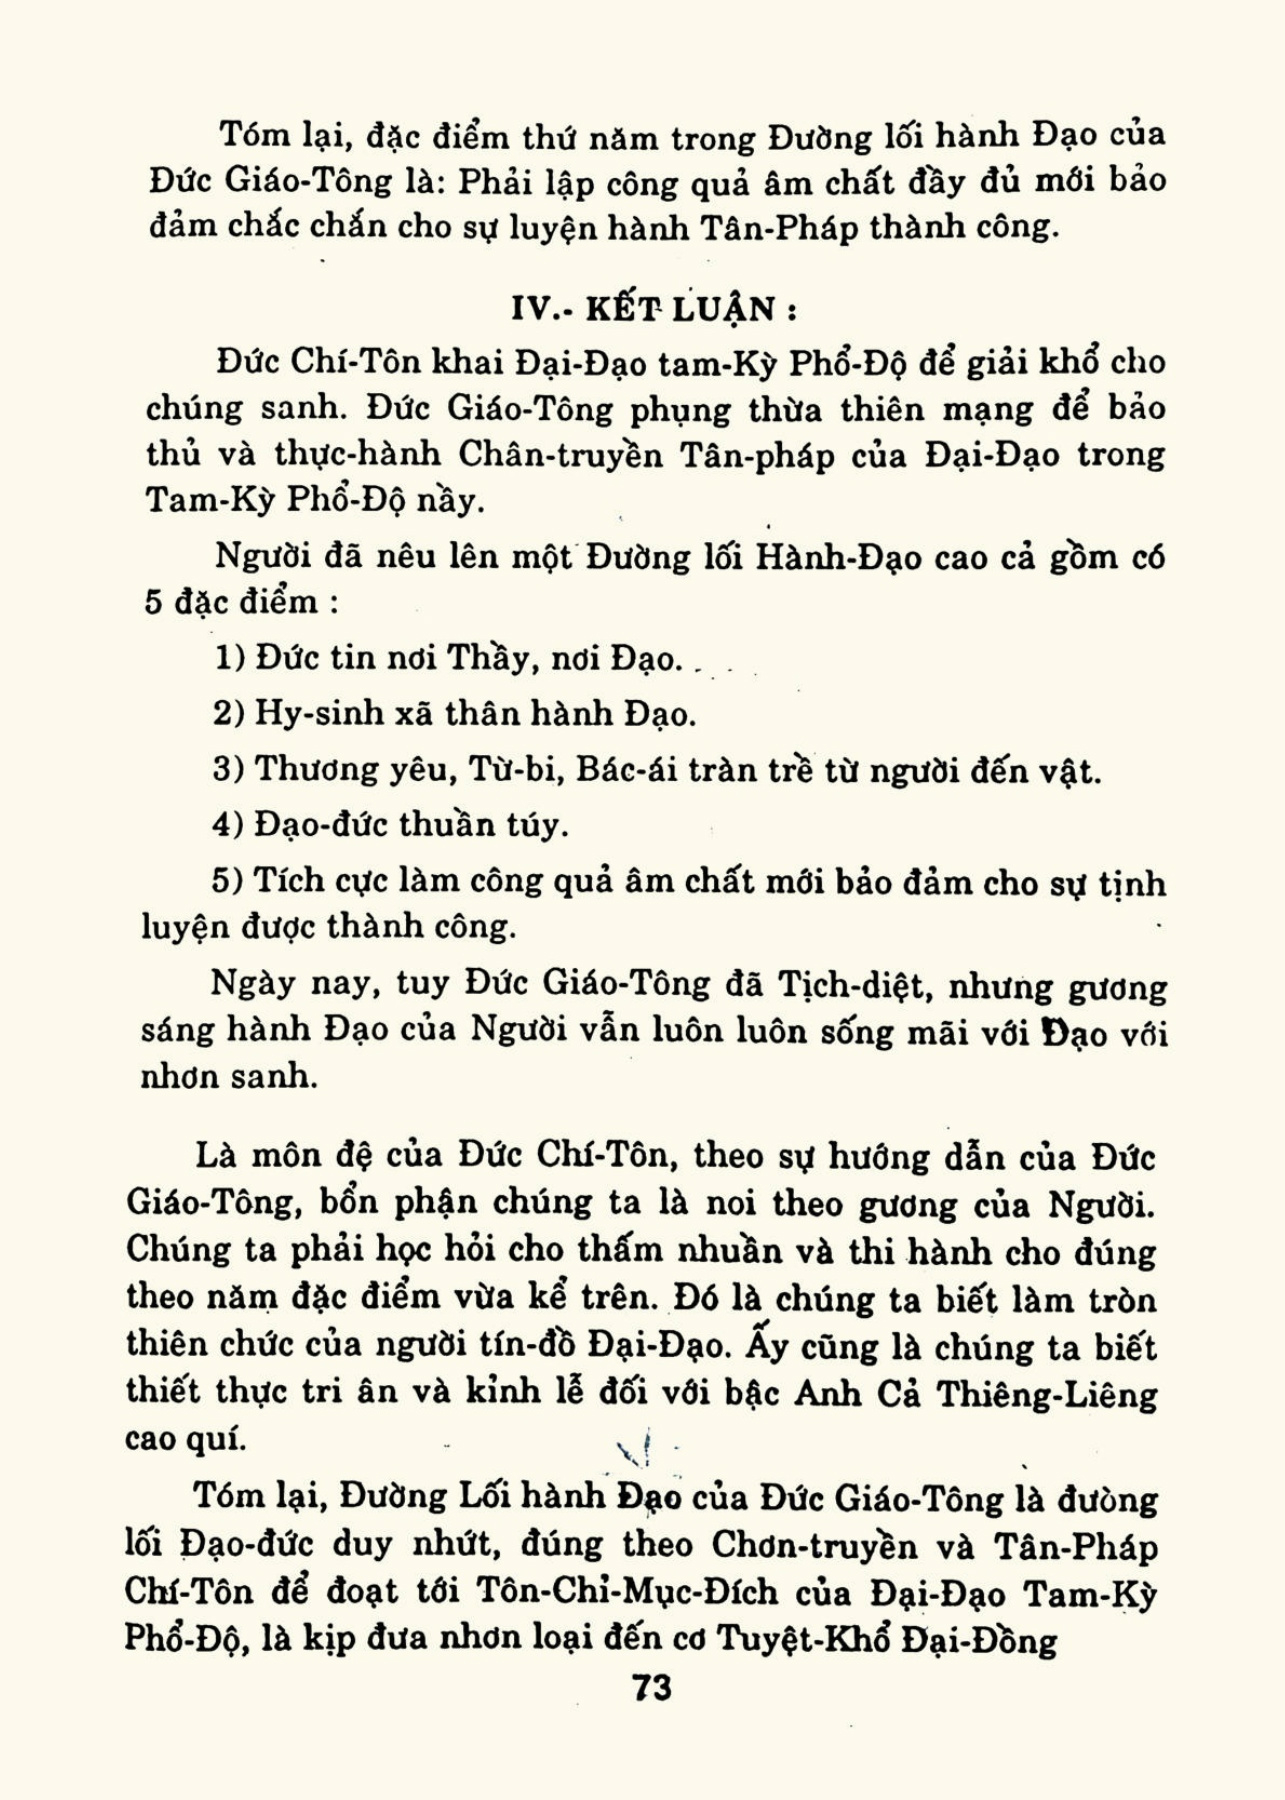 Tóm lại, đặc điểm thứ năm trong Đường lối hành Đạo của
Đức Giáo-Tông là: Phải lập công quả âm chất đầy đủ mới bảo
đảm chắc chắn cho sự luyện hành Tân-Pháp thành công.
IV.- KẾT LUẬN :
Đức Chí-Tôn khai Đại-Đạo tam-Kỳ Phổ-Độ để giải khổ cho
chúng sanh. Đức Giáo-Tông phụng thừa thiên mạng để bảo
thủ và thực-hành Chân-truyền Tân-pháp của Đại-Đạo trong
Tam-Kỳ Phổ-Độ nầy.
Người đã nêu lên một Đường lối Hành-Đạo cao cả gồm có
5 đặc điểm :
1) Đức tin nơi Thầy, nơi Đạo.
2) Hy-sinh xã thân hành Đạo.
3) Thương yêu, Từ-bi, Bác-ái tràn trề từ người đến vật.
4) Đạo-đức thuần túy.
5) Tích cực làm công quả âm chất mới bảo đảm cho sự tịnh
luyện được thành công.
Ngày nay, tuy Đức Giáo-Tông đã Tịch-diệt, nhưng gương
sáng hành Đạo của Người vẫn luôn luôn sống mãi với Đạo với
nhơn sanh.
Là môn đệ của Đức Chí-Tôn, theo sự hướng dẫn của Đức
Giáo-Tông, bổn phận chúng ta là noi theo gương của Người.
Chúng ta phải học hỏi cho thấm nhuần và thi hành cho đúng
theo năm đặc điểm vừa kể trên. Đó là chúng ta biết làm tròn
thiên chức của người tín-đồ Đại-Đạo. Ấy cũng là chúng ta biết
thiết thực tri ân và kỉnh lễ đối với bậc Anh Cả Thiêng-Liêng
cao quí.
Tóm lại, Đường Lối hành Đạo của Đức Giáo-Tông là đường
lối Đạo-đức duy nhứt, đúng theo Chơn-truyền và Tân-Pháp
Chí-Tôn để đoạt tới Tôn-Chỉ-Mục-Đích của Đại-Đạo Tam-Kỳ
Phổ-Độ, là kịp đưa nhơn loại đến cơ Tuyệt-Khổ Đại-Đồng
73